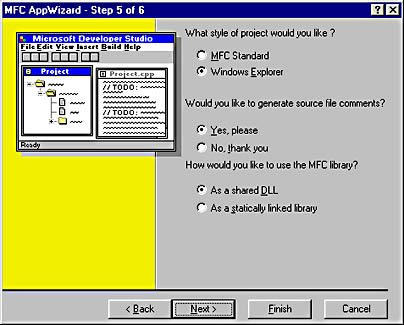 MFC AppWizard - Step 5 of 6
What style of project would you like ?
MFC Standard
Windows Explorer
Microsoft Developer Studio
File Edit View Insert Build Help
Project
Project.cpp
// TODO:
// TODO:
Ready
Would you like to generate source file comments?
Yes, please
No, thank you
How would you like to use the MFC library?
As a shared DLL
As a statically linked library
< Back
Next >
Finish
Cancel